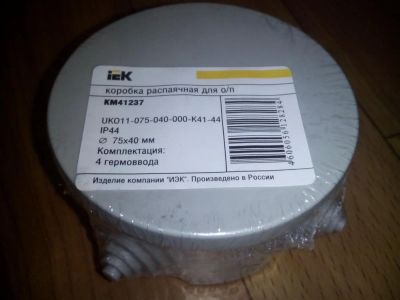 IEK
коробка распаячная для о/п
КМ41237
UKO11-075-040-000-K41-44
IP44
∅ 75х40 мм
Комплектация:
4 гермоввода
4606056128284
Изделие компании "ИЭК". Произведено в России